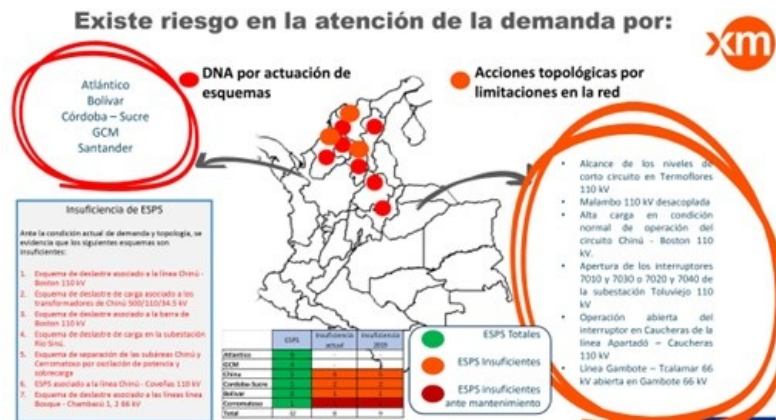 Existe riesgo en la atención de la demanda por:
xm
Atlántico
Bolívar
Córdoba – Sucre
GCM
Santander
DNA por actuación de
esquemas
Acciones topológicas por
limitaciones en la red
Insuficiencia de ESPS
Ante la condición actual de demanda y topología, se
evidencia que los siguientes esquemas son
insuficientes:
1. Esquema de deslastre asociado a la línea Chinú -
Boston 110 kV
2. Esquema de deslastre de carga asociado a los
transformadores de Chinú 500/110/34.5 kV
3. Esquema de deslastre asociado a la barra de
Boston 110 kV
4. Esquema de deslastre de carga en la subestación
Rio Sinú.
5. Esquema de separación de las subáreas Chinú y
Cerromatoso por oscilación de potencia y
sobrecarga
6. ESPS asociado a la línea Chinú - Coveñas 110 kV
7. Esquema de deslastre asociado a las líneas línea
Bosque - Chambacú 1, 2 66 kV
• Alcance de los niveles de
corto circuito en Termoflores
110 kV
• Malambo 110 kV desacoplada
• Alta carga en condición
normal de operación del
circuito Chinú - Boston 110
kV.
• Apertura de los interruptores
7010 y 7030 o 7020 y 7040 de
la subestación Toluviejo 110
kV
• Operación abierta del
interruptor en Caucheras de la
línea Apartadó – Caucheras
110 kV
• Línea Gambote – Tcalamar 66
kV abierta en Gambote 66 kV
ESPS Insuficiencia actual Insuficiencia 2019
Atlantico
GCM
China
Cordoba-Sucre
Bolivar
Cerromatoso
Total
ESPS Totales
ESPS Insuficientes
ESPS insuficientes
ante mantenimiento